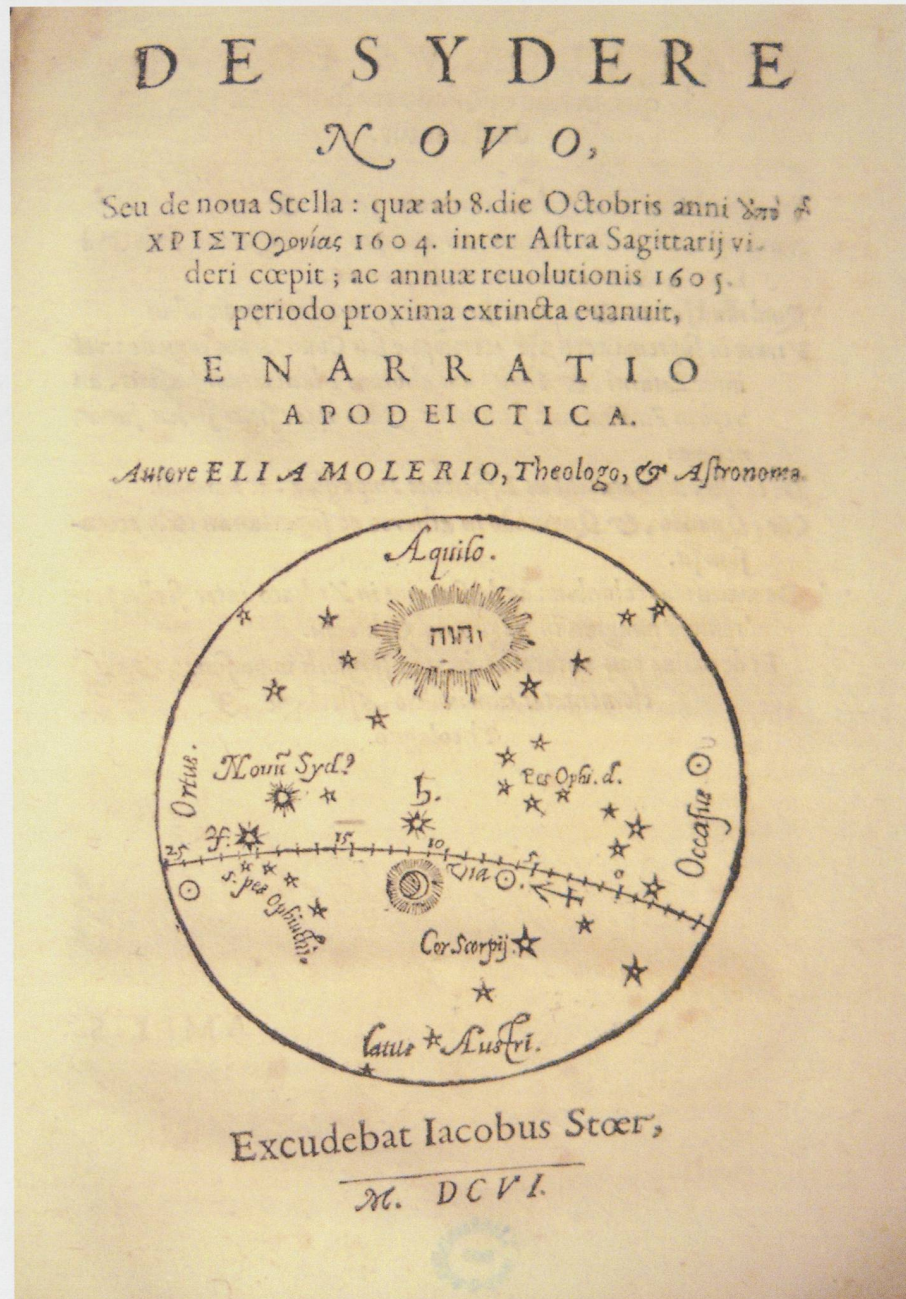 DE SYDERE
NOVO,
Seu de noua Stella : quæ ab 8. die Octobris anni
ΧΡΙΣΤΟγονίας 1604. inter Aſtra Sagittarij vi-
deri cœpit ; ac annuæ reuolutionis 1605.
periodo proxima extincta euanuit,
ENARRATIO
APODEICTICA.
Autore ELIA MOLERIO, Theologo, & Aſtronomo.
Aquilo.
יהוה
Ortus.
Nouū Syd?
♄.
Pes Ophi. d.
Occaſus ☉
♃.
25
15
10
5
0
☉
s. pes Ophiuchi.
Via ☉.
Cor Scorpij
latus Auſtri.
Excudebat Iacobus Stœr,
M. DCVI.